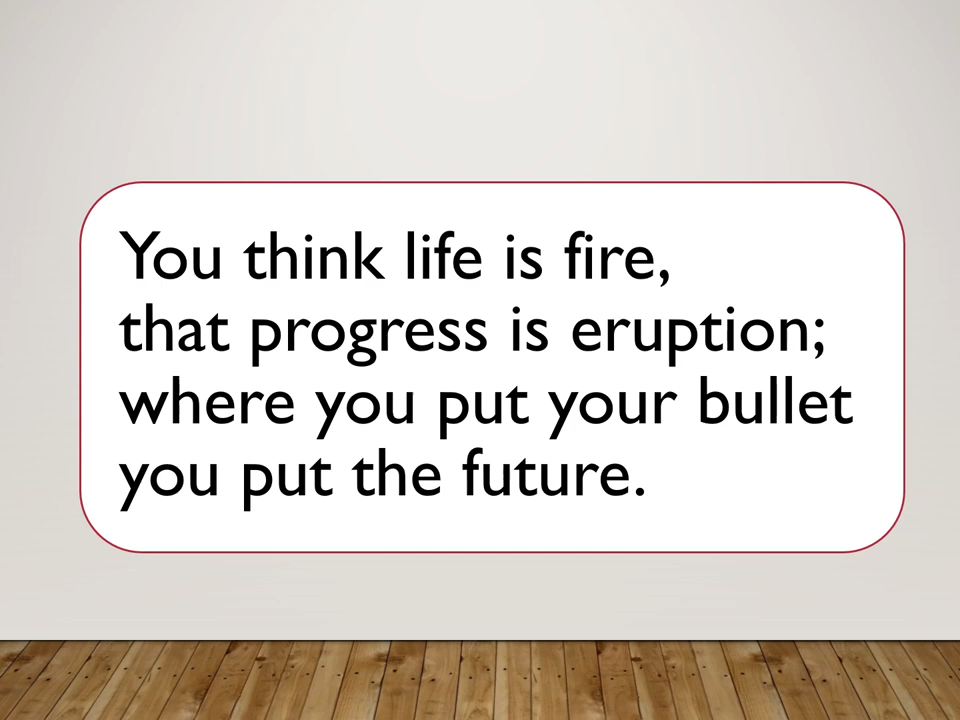 You think life is fire,
that progress is eruption;
where you put your bullet
you put the future.